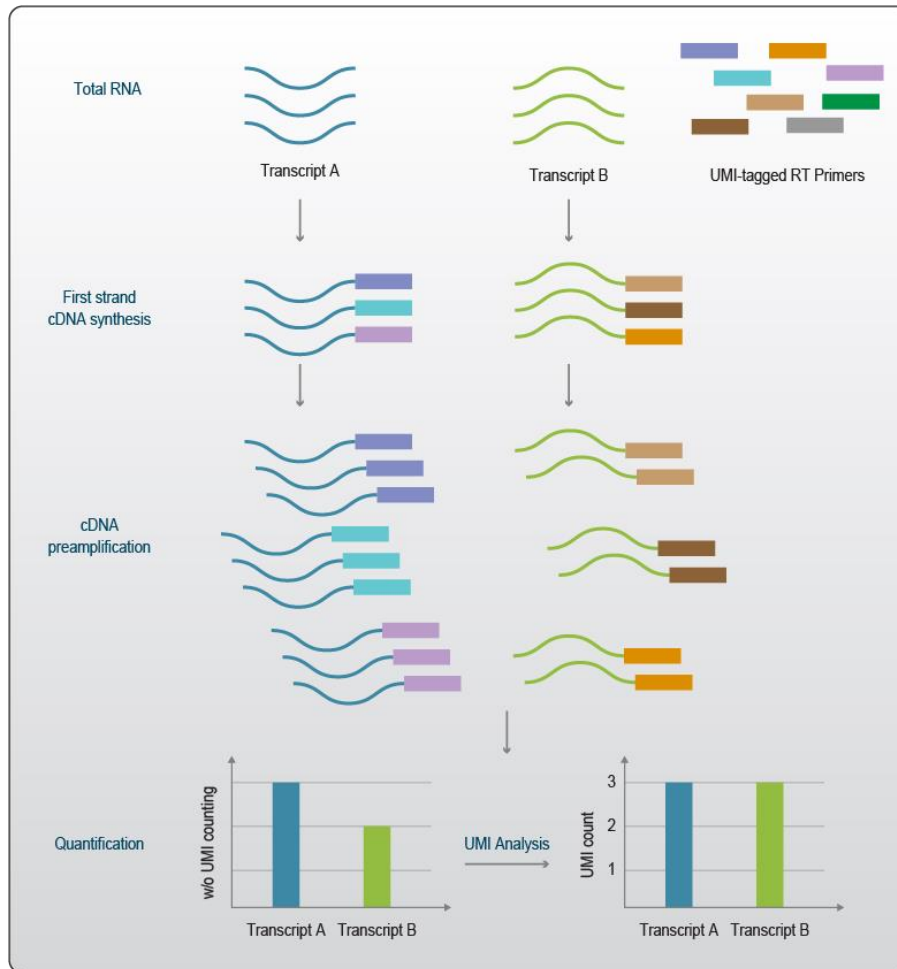 Total RNA
Transcript A
Transcript B
UMI-tagged RT Primers
First strand
cDNA synthesis
cDNA
preamplification
Quantification
w/o UMI counting
Transcript A
Transcript B
UMI Analysis
UMI count
3
2
1
Transcript A
Transcript B